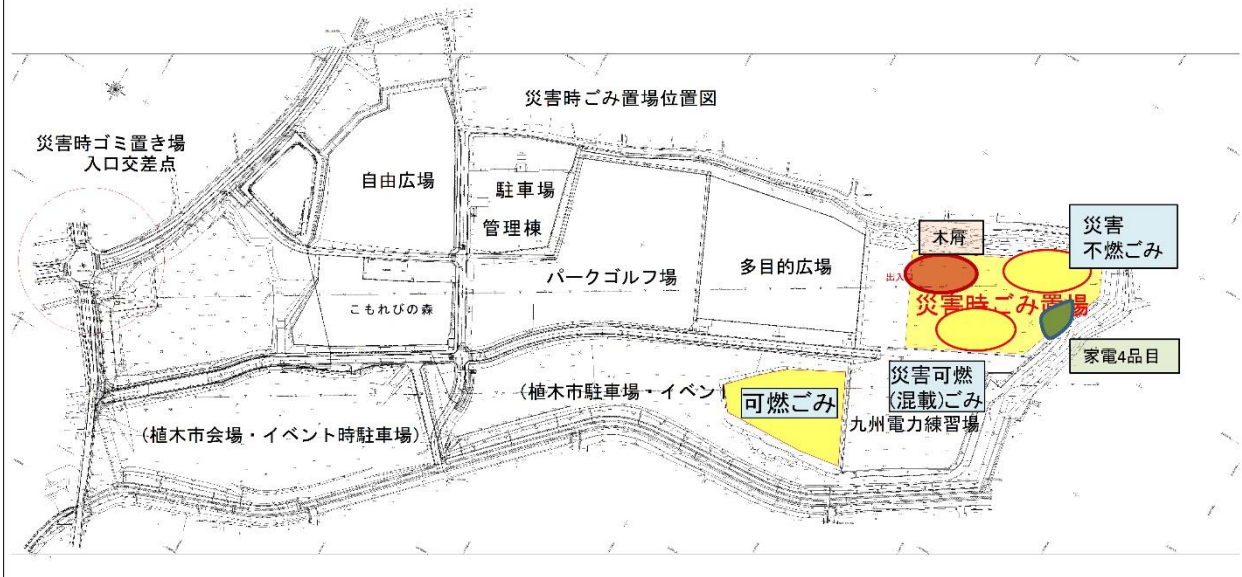 災害時ごみ置場位置図
災害時ゴミ置き場
入口交差点
自由広場
駐車場
管理棟
パークゴルフ場
多目的広場
こもれびの森
木屑
災害
不燃ごみ
出入口
災害時ごみ置場
家電4品目
災害可燃
(混載)ごみ
九州電力練習場
(植木市駐車場・イベント
可燃ごみ
(植木市会場・イベント時駐車場)